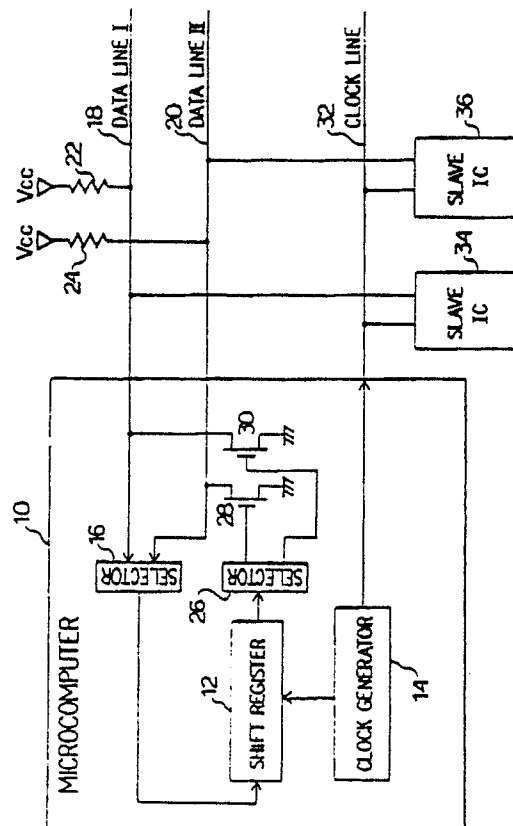 10
MICROCOMPUTER
16
SELECTOR
26
SELECTOR
28
30
12
SHIFT REGISTER
CLOCK GENERATOR
14
Vcc
24
Vcc
22
18
DATA LINE I
20
DATA LINE II
32
CLOCK LINE
34
SLAVE
IC
36
SLAVE
IC